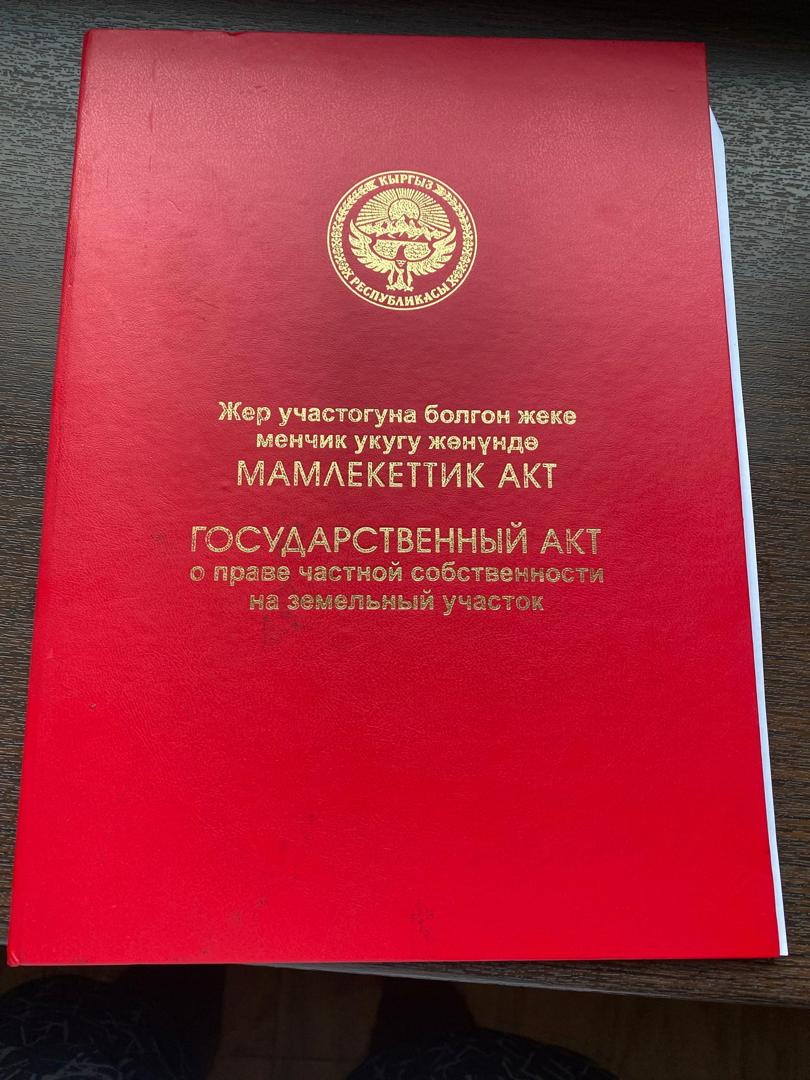 КЫРГЫЗ
РЕСПУБЛИКАСЫ
Жер участогуна болгон жеке
менчик укугу жөнүндө
МАМЛЕКЕТТИК АКТ
ГОСУДАРСТВЕННЫЙ АКТ
о праве частной собственности
на земельный участок